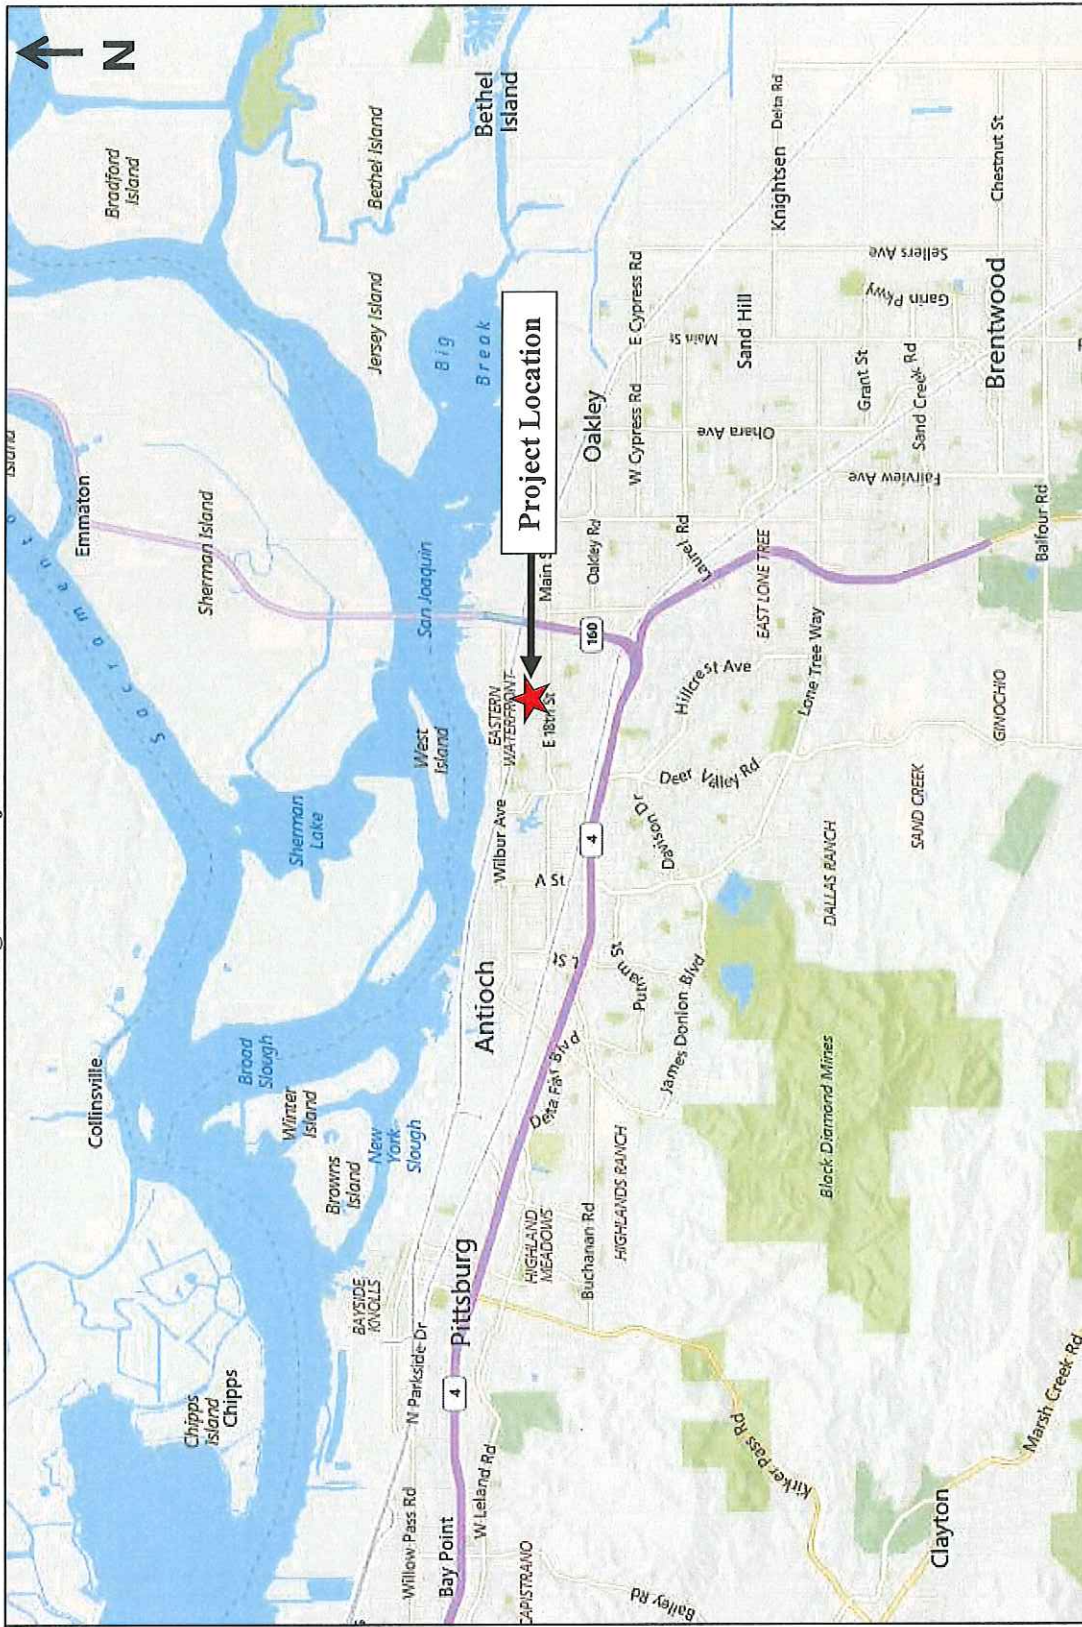 N
Island
Emmaton
Sacramento
Collinsville
Bradford
Island
Sherman Island
Chipps
Island
Chipps
Broad
Slough
Sherman
Lake
Winter
Island
Browns
Island
New
York
Slough
Jersey Island
Bethel Island
BAYSIDE
KNOLLS
West
Island
San Joaquin
Big
Break
Bethel
Island
Willow Pass Rd
N Parkside Dr
Bay Point
4
Pittsburg
Antioch
Wilbur Ave
EASTERN
WATERFRONT
Project Location
W Leland Rd
CAPISTRANO
HIGHLAND
MEADOWS
Delta Fair Blvd
L St
A St
E 18th St
Main S
Buchanan Rd
4
160
Oakley Rd
Oakley
HIGHLANDS RANCH
Putnam St
James Donlon Blvd
Davison Dr
Deer Valley Rd
Hillcrest Ave
Laurel Rd
W Cypress Rd
E Cypress Rd
Bailey Rd
Kirker Pass Rd
Black Diamond Mines
DALLAS RANCH
Lone Tree Way
EAST LONE TREE
Ohara Ave
Main St
Sand Hill
Knightsen
Delta Rd
Fairview Ave
Grant St
Sand Creek Rd
Garin Pkwy
Sellers Ave
SAND CREEK
GINOCHIO
Clayton
Marsh Creek Rd
Balfour Rd
Brentwood
Chestnut St